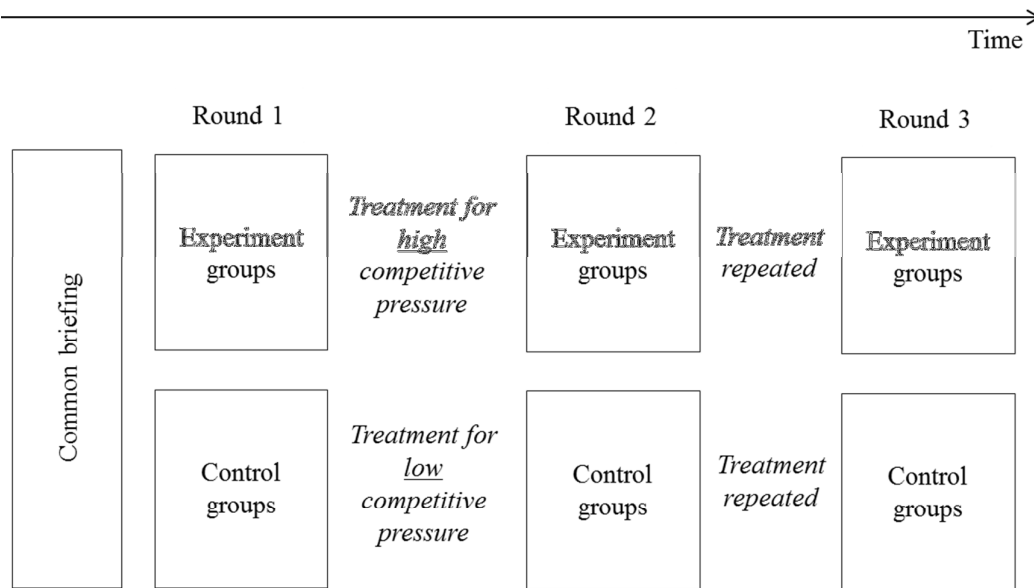 Time
Round 1
Round 2
Round 3
Common briefing
Experiment
groups
Treatment for
high
competitive
pressure
Experiment
groups
Treatment
repeated
Experiment
groups
Control
groups
Treatment for
low
competitive
pressure
Control
groups
Treatment
repeated
Control
groups